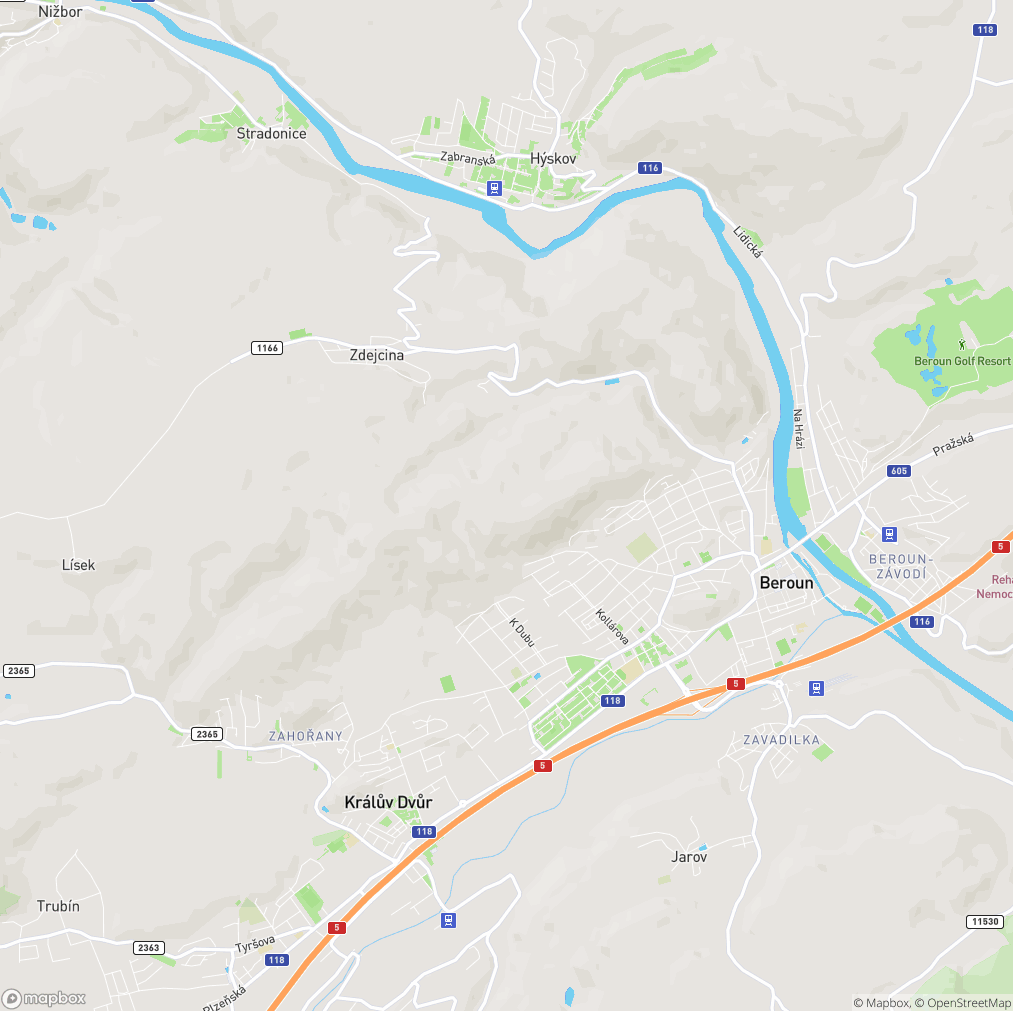 Nižbor
118
Stradonice
Zabranská
Hýskov
116
Lidická
1166
Zdejcina
Beroun Golf Resort
Na Hrázi
Pražská
605
5
Lísek
BEROUN-
ZÁVODÍ
Beroun
Reha
Nemoc
Kollárova
K Dubu
116
2365
5
118
2365
ZAHOŘANY
ZAVADILKA
5
Králův Dvůr
118
Jarov
Trubín
11530
5
2363
Tyršova
118
Plzeňská
mapbox
© Mapbox, © OpenStreetMap